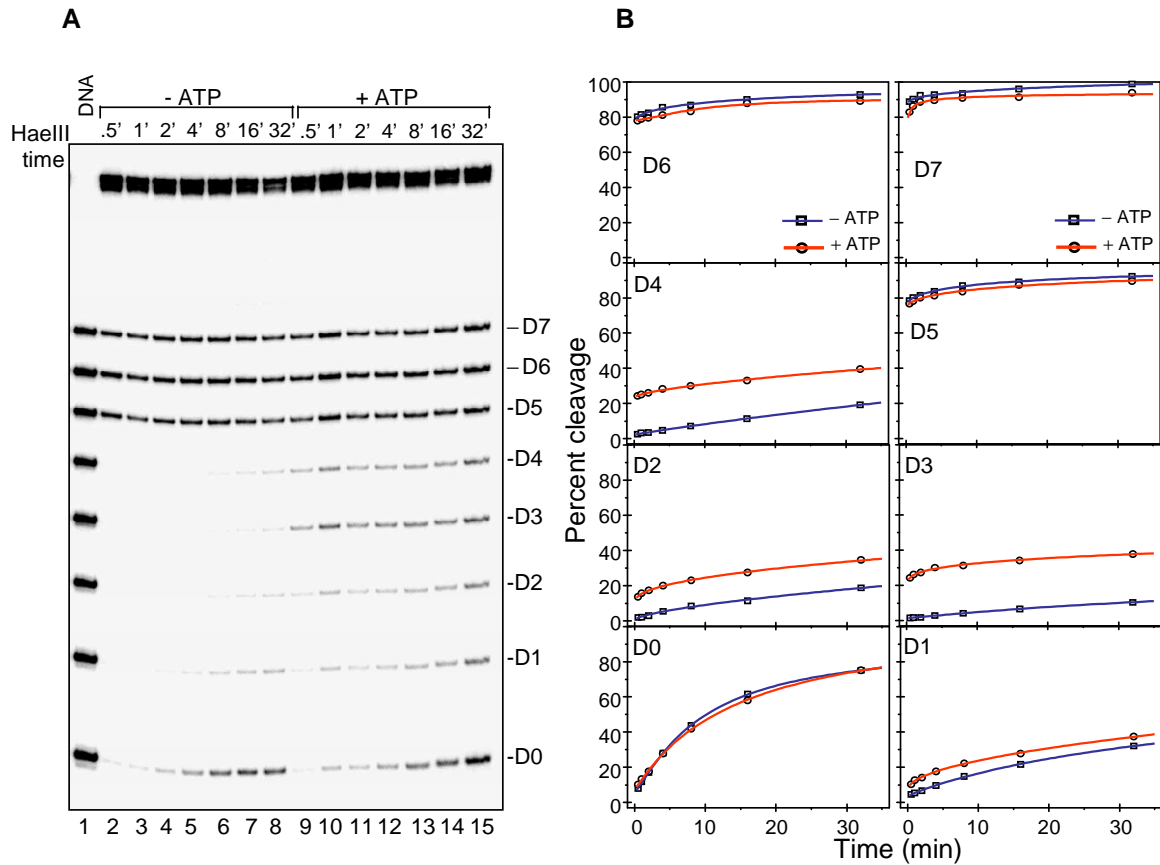 A
DNA
- ATP
+ ATP
HaeIII
time
.5' 1' 2' 4' 8' 16' 32' .5' 1' 2' 4' 8' 16' 32'
–D7
–D6
-D5
-D4
-D3
-D2
-D1
-D0
1 2 3 4 5 6 7 8 9 10 11 12 13 14 15
B
Percent cleavage
100
80
60
40
20
0
D6
– ATP
+ ATP
D7
– ATP
+ ATP
80
60
40
20
0
D4
D5
80
60
40
20
0
D2
D3
80
60
40
20
0
D0
D1
0 10 20 30
0 10 20 30
Time (min)